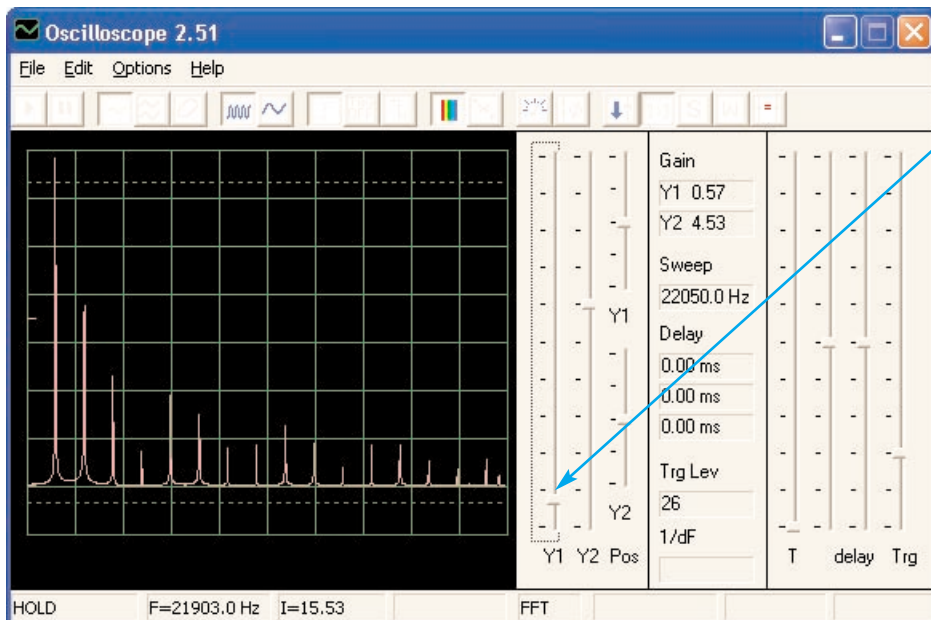 Oscilloscope 2.51
File Edit Options Help
Gain
Y1 0.57
Y2 4.53
Sweep
22050.0 Hz
Y1
Delay
0.00 ms
0.00 ms
0.00 ms
Trg Lev
26
Y2
1/dF
Y1 Y2 Pos
T delay Trg
HOLD F=21903.0 Hz I=15.53 FFT